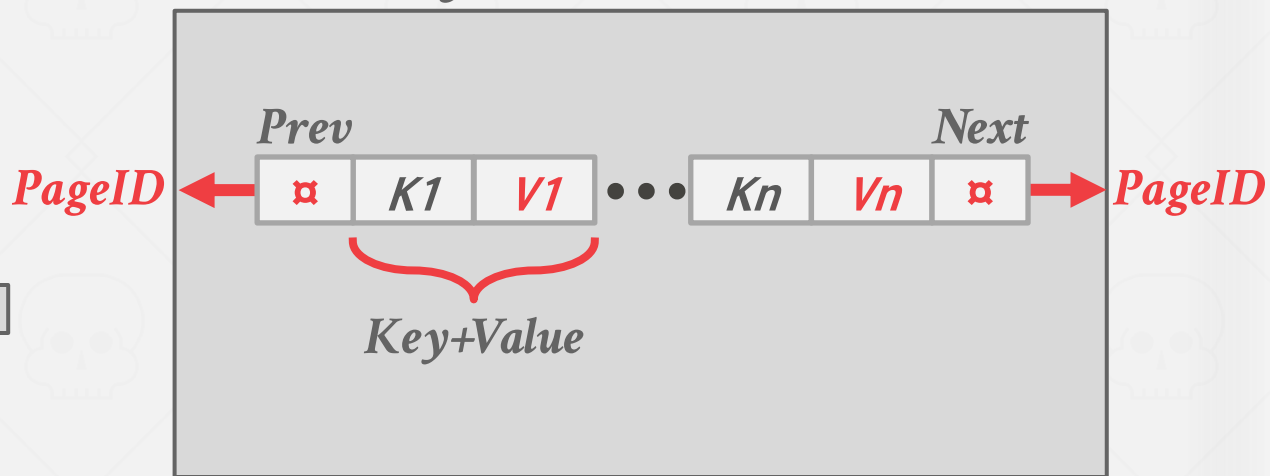 Prev Next
PageID ¤ K1 V1 ••• Kn Vn ¤ PageID
Key+Value